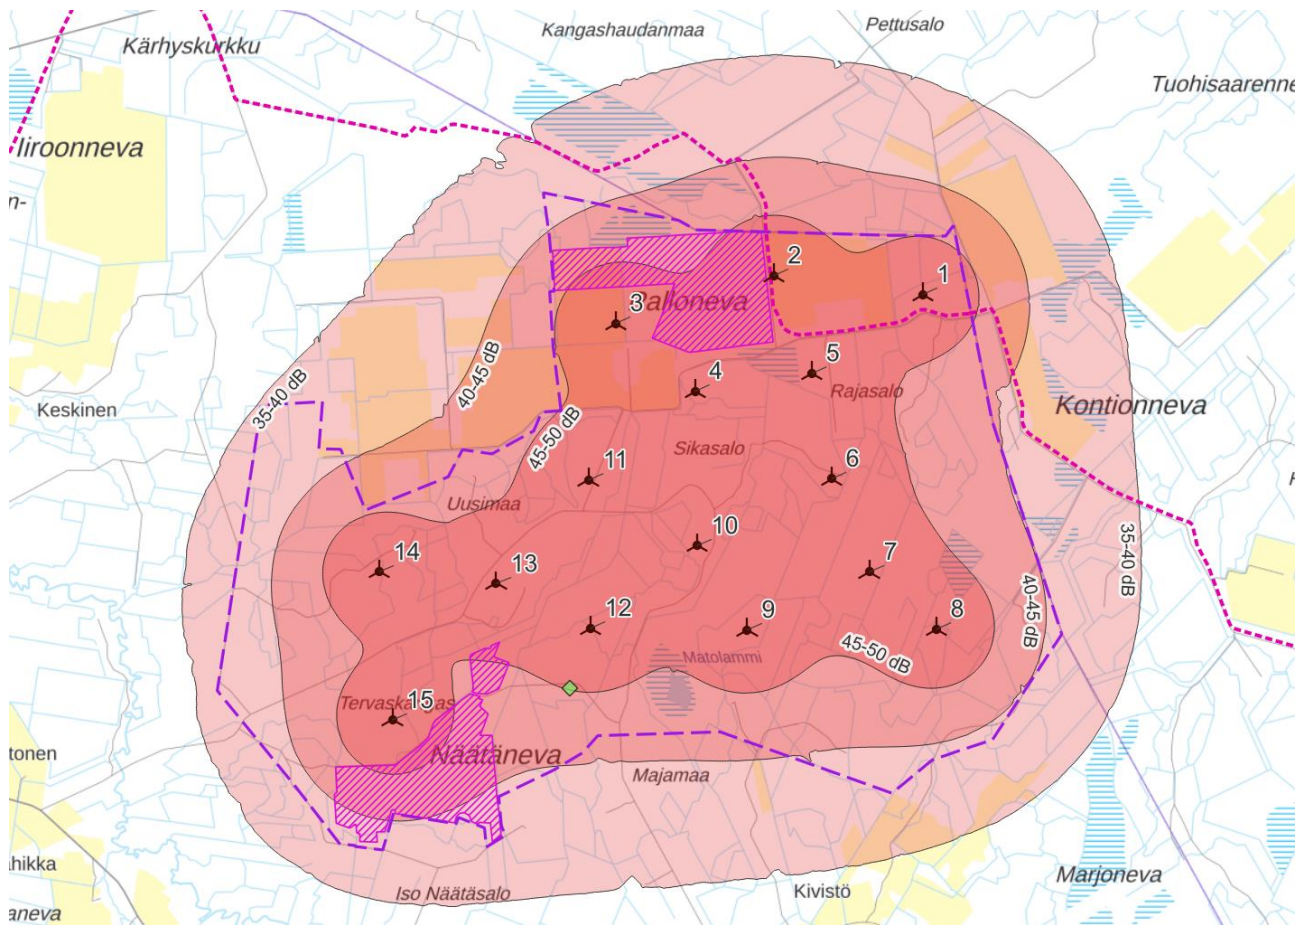 Pettusalo
Kangashaudanmaa
Kärhyskurkku
Tuohisaarenne
Iiroonneva
n-
2
1
3
4
5
35-40 dB
40-45 dB
Rajasalo
Keskinen
Kontionneva
45-50 dB
Sikasalo
11
6
Uusimaa
10
35-40 dB
14
13
7
40-45 dB
12
9
8
45-50 dB
Matolammi
15
Näätäneva
tonen
Majamaa
ahikka
Marjoneva
Iso Näätäsalo
Kivistö
aneva